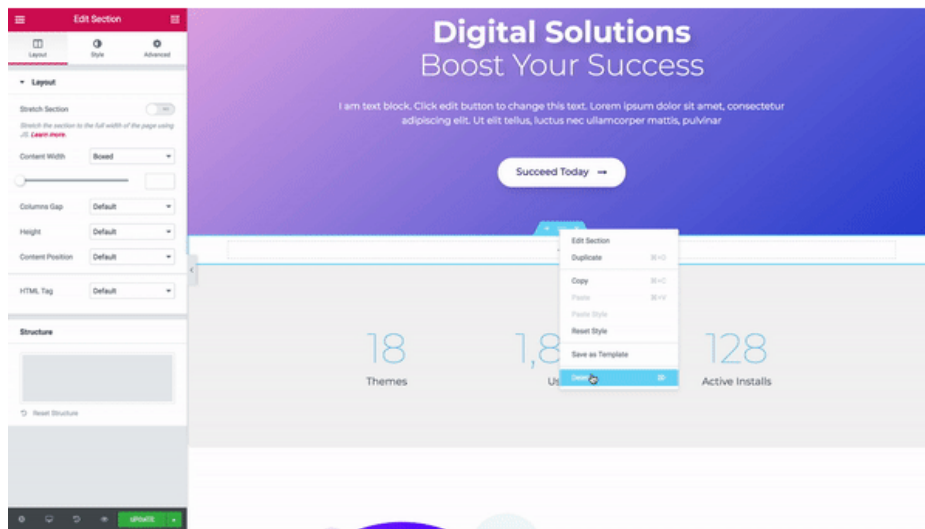 Edit Section
Layout
Style
Advanced
Layout
Stretch Section
Stretch the section to the full width of the page using
JS. Learn more.
Content Width
Boxed
Columns Gap
Default
Height
Default
Content Position
Default
HTML Tag
Default
Structure
Reset Structure
UPDATE
Digital Solutions
Boost Your Success
I am text block. Click edit button to change this text. Lorem ipsum dolor sit amet, consectetur
adipiscing elit. Ut elit tellus, luctus nec ullamcorper mattis, pulvinar
Succeed Today →
Edit Section
Duplicate ⌘+D
Copy ⌘+C
Paste ⌘+V
Paste Style
Reset Style
Save as Template
18
Themes
1,8
Us
128
Active Installs